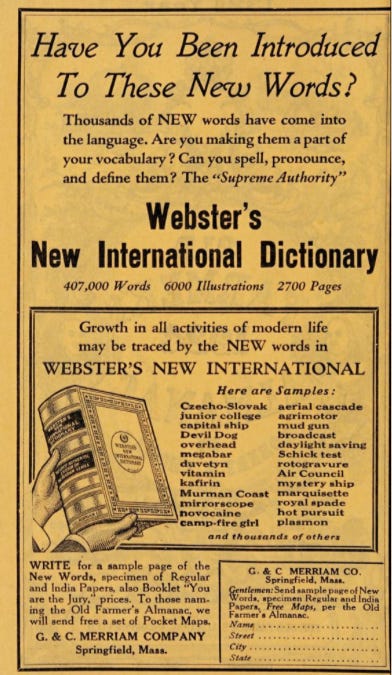 Have You Been Introduced
To These New Words?
Thousands of NEW words have come into
the language. Are you making them a part of
your vocabulary? Can you spell, pronounce,
and define them? The "Supreme Authority"
Webster's
New International Dictionary
407,000 Words 6000 Illustrations 2700 Pages
Growth in all activities of modern life
may be traced by the NEW words in
WEBSTER'S NEW INTERNATIONAL
Here are Samples:
Czecho-Slovak aerial cascade
junior college agrimotor
capital ship mud gun
Devil Dog broadcast
overhead daylight saving
megabar Schick test
duvetyn rotogravure
vitamin Air Council
kafirin mystery ship
Murman Coast marquisette
mirrorscope royal spade
novocaine hot pursuit
camp-fire girl plasmon
and thousands of others
WEBSTER'S
NEW
INTERNATIONAL
DICTIONARY
WRITE for a sample page of the
New Words, specimen of Regular
and India Papers, also Booklet "You
are the Jury," prices. To those nam-
ing the Old Farmer's Almanac, we
will send free a set of Pocket Maps.
G. & C. MERRIAM COMPANY
Springfield, Mass.
G. & C. MERRIAM CO.
Springfield, Mass.
Gentlemen: Send sample page of New
Words, specimen Regular and India
Papers, Free Maps, per the Old
Farmer's Almanac.
Name
Street
City
State